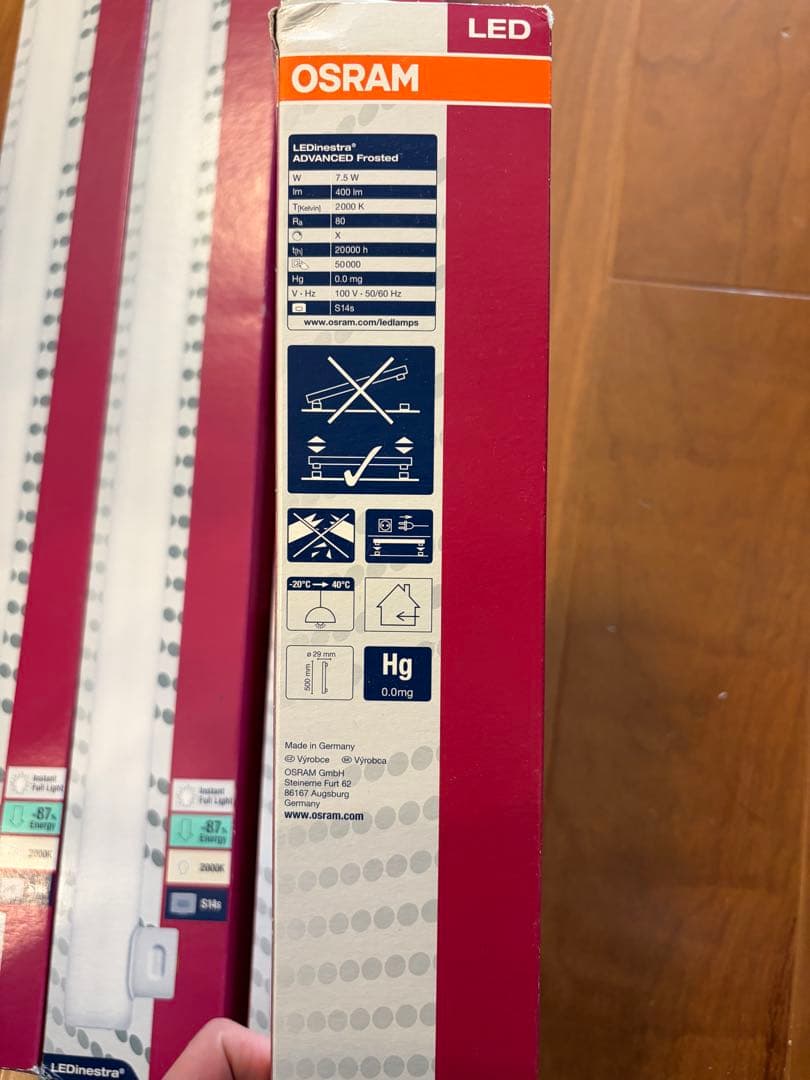 LED
OSRAM
LEDinestra®
ADVANCED Frosted
W 7.5 W
lm 400 lm
T[Kelvin] 2000 K
Ra 80
X
t[h] 20000 h
50000
Hg 0.0 mg
V - Hz 100 V - 50/60 Hz
S14s
www.osram.com/ledlamps
-20°C → 40°C
ø 29 mm
500 mm
Hg
0.0mg
Made in Germany
CZ Výrobce SK Výrobca
OSRAM GmbH
Steinerne Furt 62
86167 Augsburg
Germany
www.osram.com
Instant
Full Light
-87%
Energy
2000K
Instant
Full Light
-87%
Energy
2000K
S14s
LEDinestra®